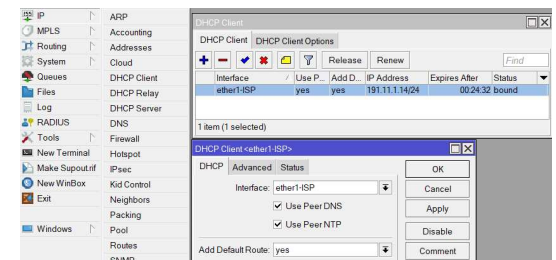 IP
MPLS
Routing
System
Queues
Files
Log
RADIUS
Tools
New Terminal
Make Supout.rif
New WinBox
Exit
Windows
ARP
Accounting
Addresses
Cloud
DHCP Client
DHCP Relay
DHCP Server
DNS
Firewall
Hotspot
IPsec
Kid Control
Neighbors
Packing
Pool
Routes
SNMP
DHCP Client
DHCP Client DHCP Client Options
Release Renew Find
Interface / Use P... Add D... IP Address Expires After Status
ether1-ISP yes yes 191.11.1.14/24 00:24:32 bound
1 item (1 selected)
DHCP Client <ether1-ISP>
DHCP Advanced Status
Interface: ether1-ISP
Use Peer DNS
Use Peer NTP
Add Default Route: yes
OK
Cancel
Apply
Disable
Comment